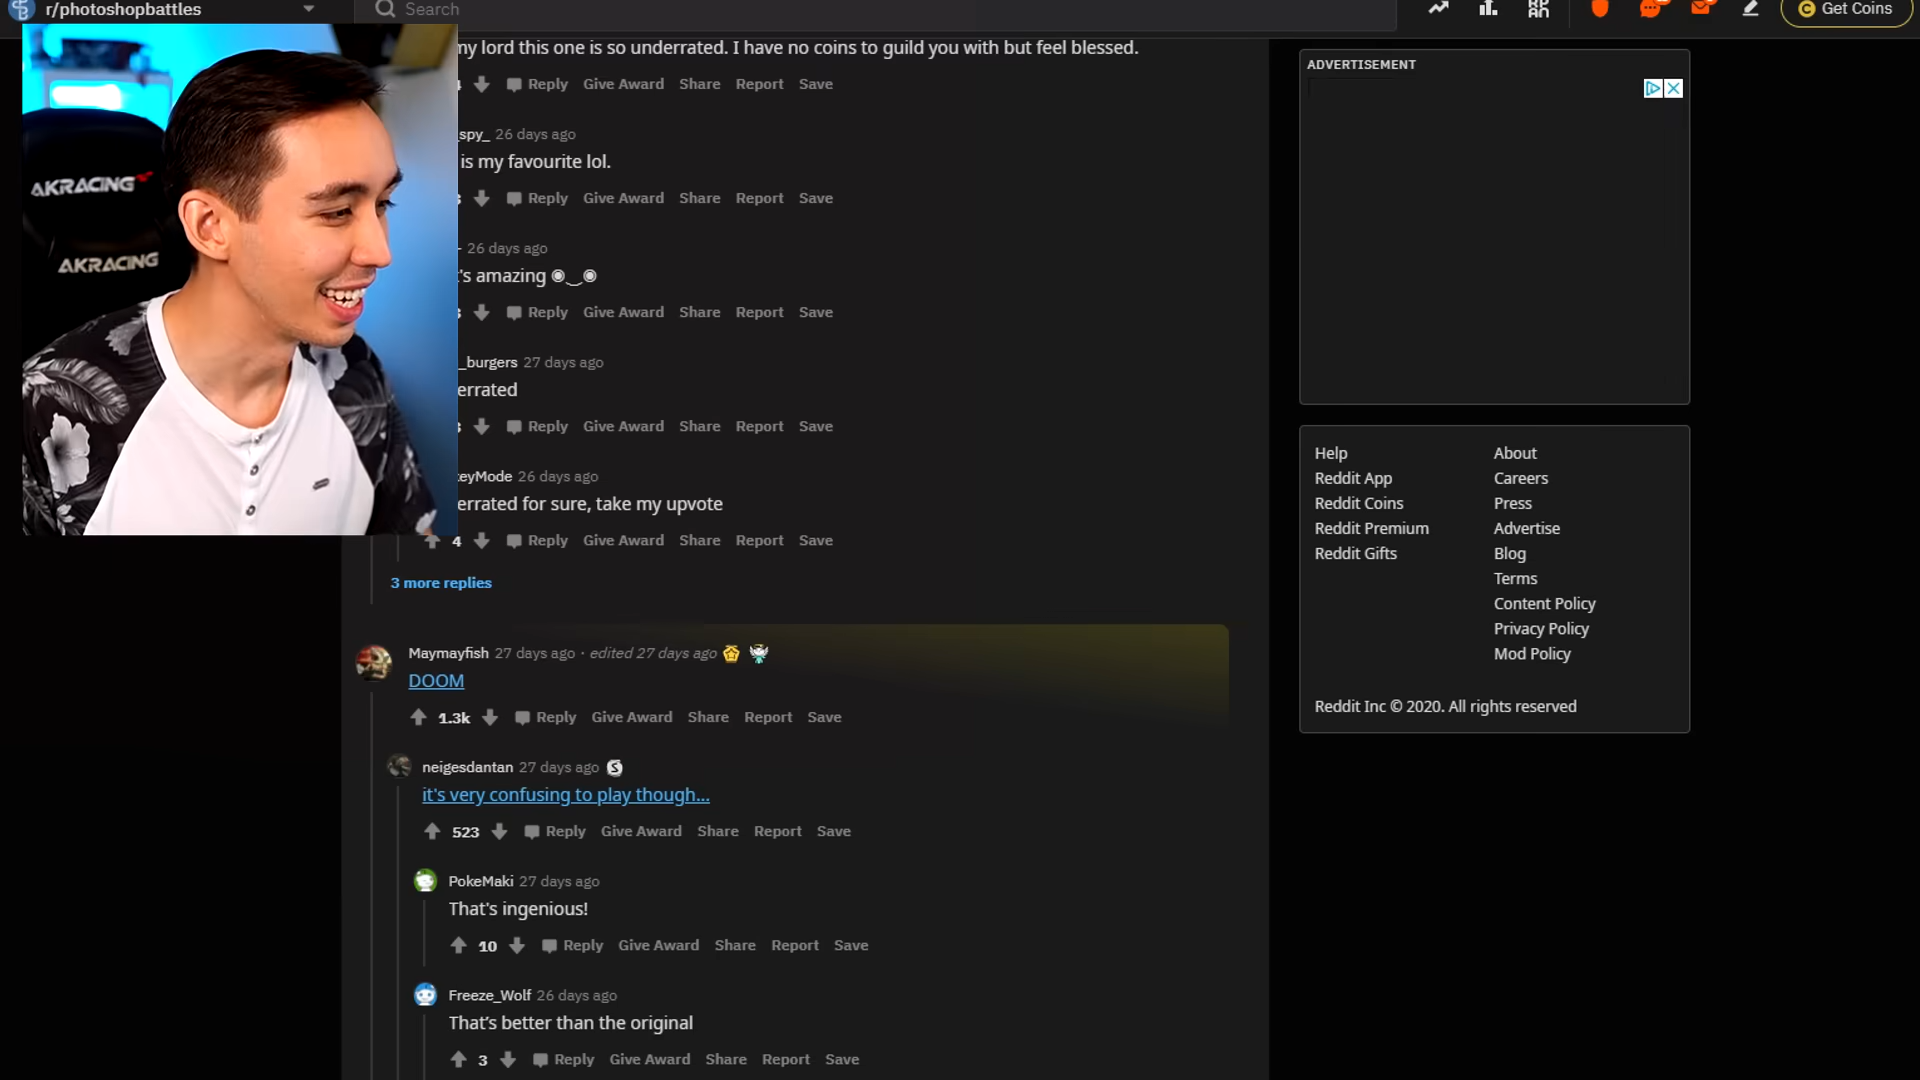 r/photoshopbattles
Search
Get Coins
my lord this one is so underrated. I have no coins to guild you with but feel blessed.
Reply Give Award Share Report Save
_spy_ 26 days ago
is my favourite lol.
Reply Give Award Share Report Save
26 days ago
's amazing ◉‿◉
Reply Give Award Share Report Save
_burgers 27 days ago
errated
Reply Give Award Share Report Save
keyMode 26 days ago
errated for sure, take my upvote
4 Reply Give Award Share Report Save
3 more replies
Maymayfish 27 days ago · edited 27 days ago
DOOM
1.3k Reply Give Award Share Report Save
neigesdantan 27 days ago S
it's very confusing to play though...
523 Reply Give Award Share Report Save
PokeMaki 27 days ago
That's ingenious!
10 Reply Give Award Share Report Save
Freeze_Wolf 26 days ago
That's better than the original
3 Reply Give Award Share Report Save
AKRACING
AKRACING
ADVERTISEMENT
Help
Reddit App
Reddit Coins
Reddit Premium
Reddit Gifts
About
Careers
Press
Advertise
Blog
Terms
Content Policy
Privacy Policy
Mod Policy
Reddit Inc © 2020. All rights reserved